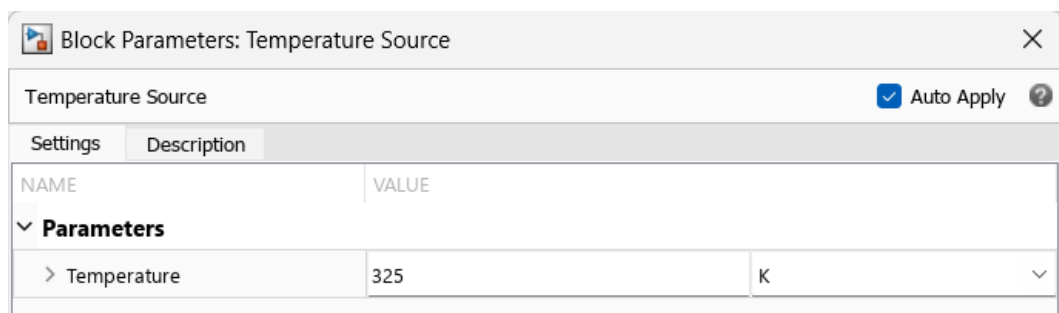 Block Parameters: Temperature Source
Temperature Source Auto Apply ?
Settings Description
NAME VALUE
Parameters
Temperature 325 K